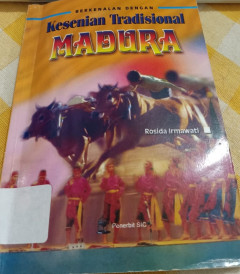 BERKENALAN DENGAN
Kesenian Tradisional
MADURA
Rosida Irmawati
Penerbit SIC